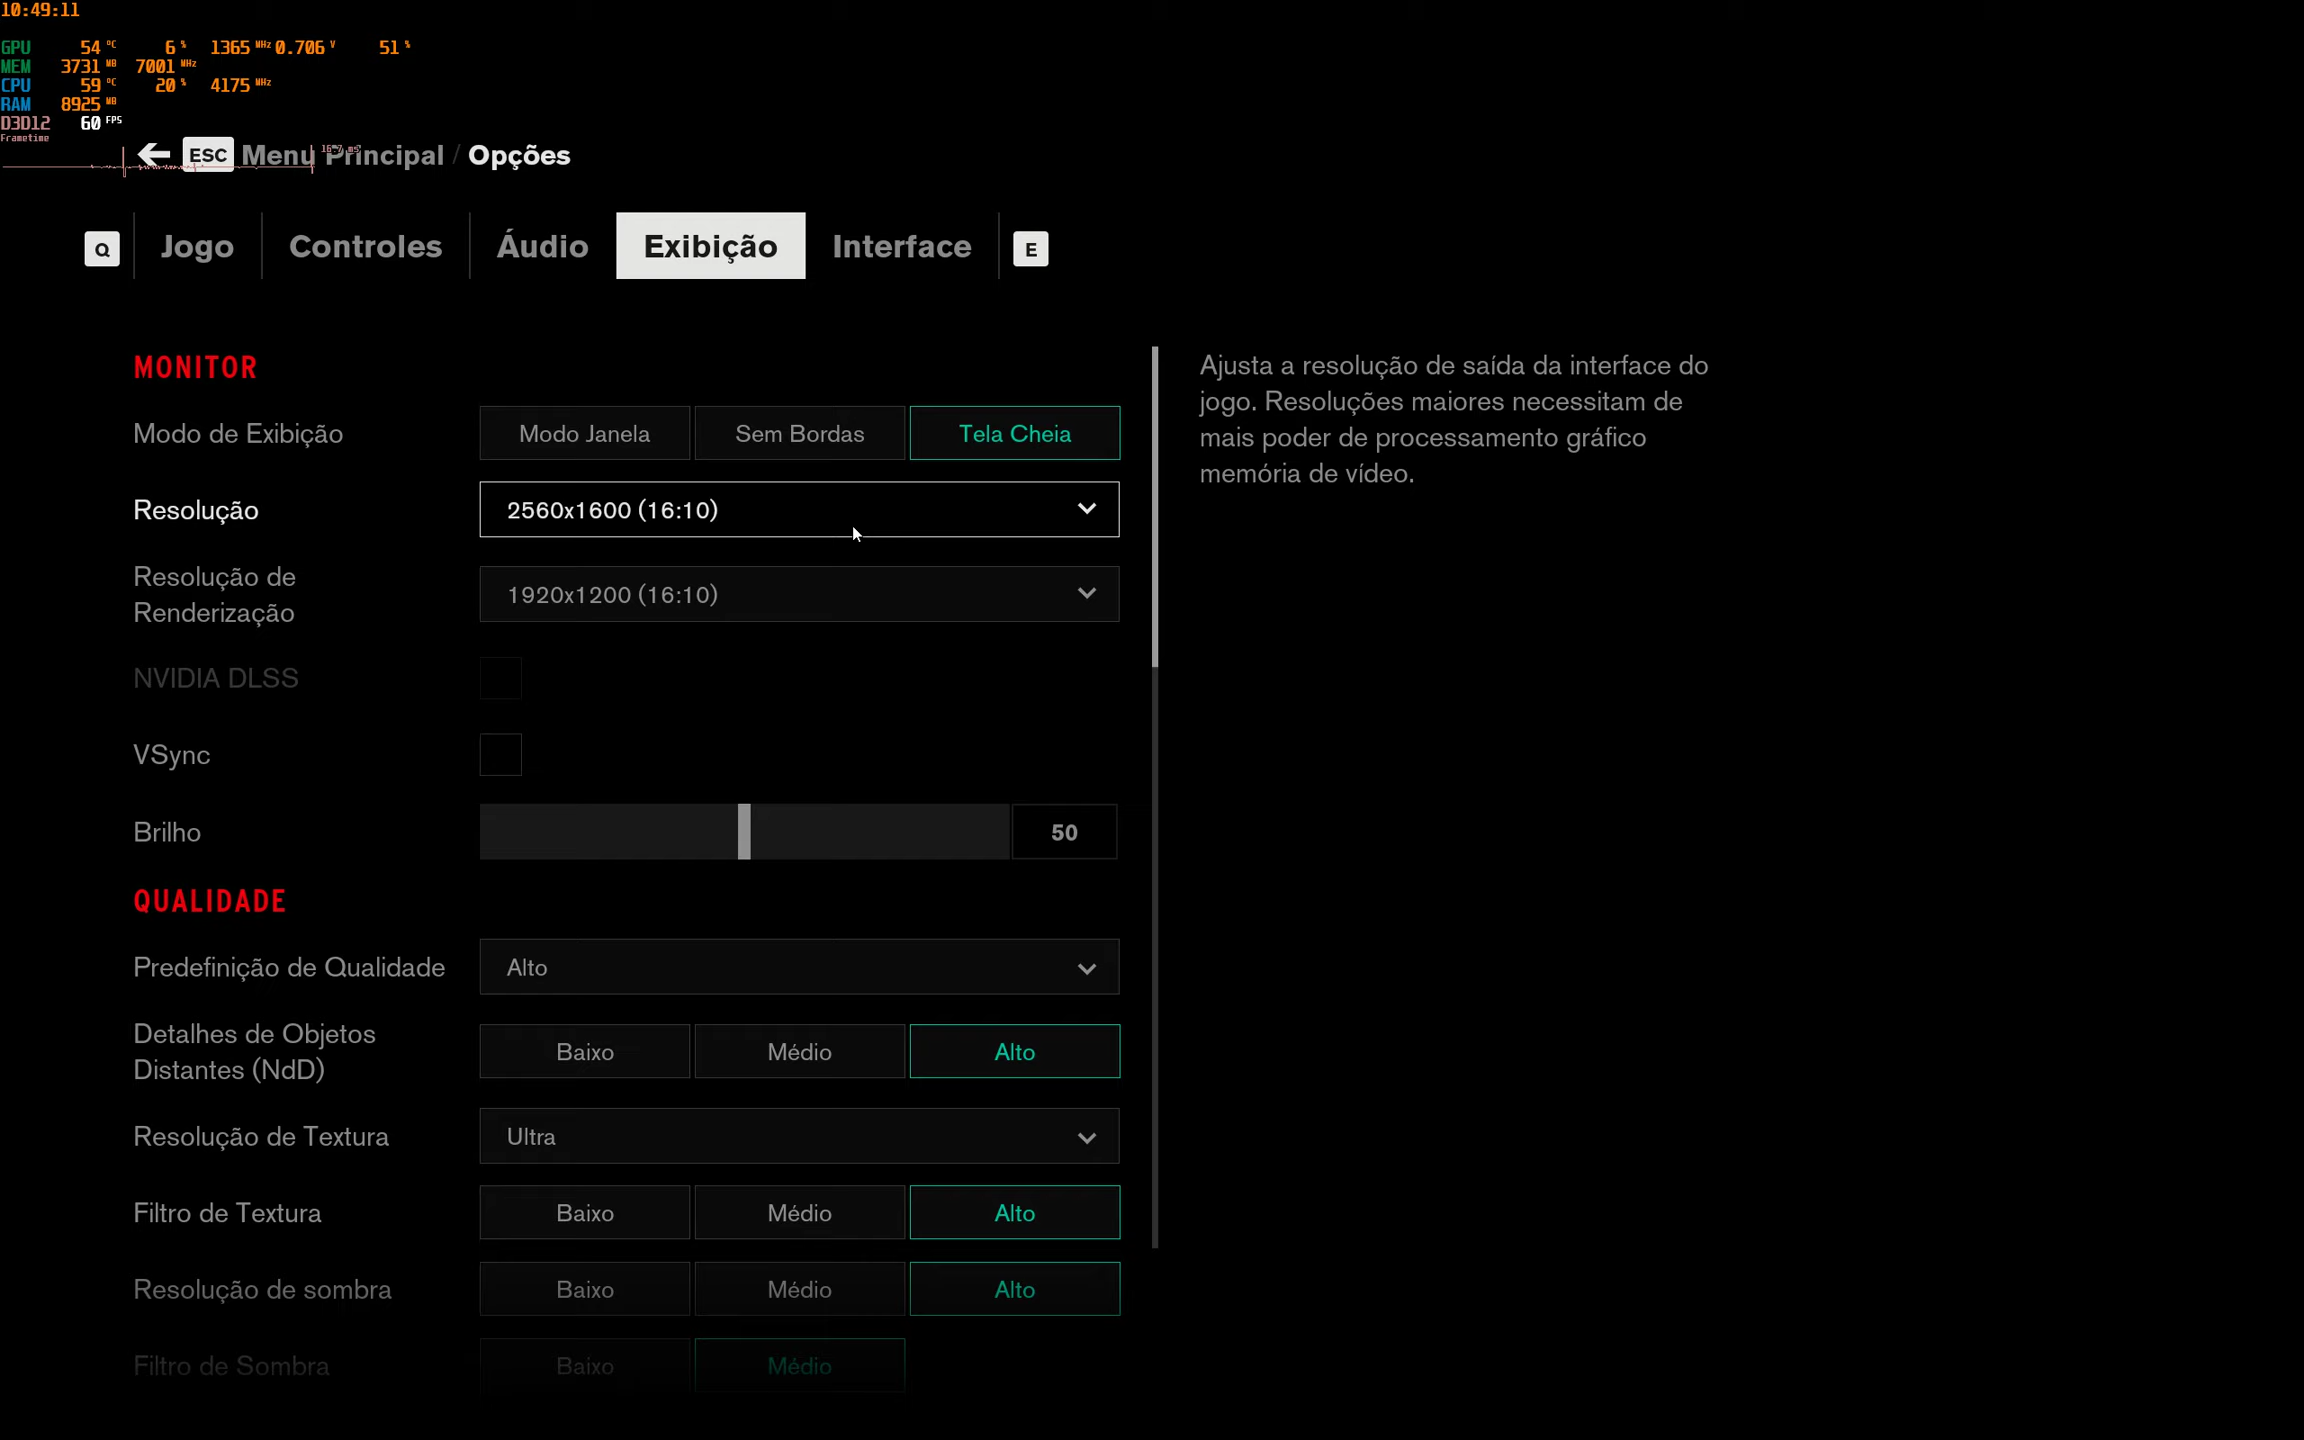 10:49:11
GPU 54 °C 6 % 1365 MHz 0.706 V 51 %
MEM 3731 MB 7001 MHz
CPU 59 °C 20 % 4175 MHz
RAM 8925 MB
D3D12 60 FPS
Frametime
ESC Menu Principal / Opções
Q Jogo Controles Áudio Exibição Interface E
MONITOR
Ajusta a resolução de saída da interface do
jogo. Resoluções maiores necessitam de
mais poder de processamento gráfico
memória de vídeo.
Modo de Exibição Modo Janela Sem Bordas Tela Cheia
Resolução 2560x1600 (16:10)
Resolução de
Renderização 1920x1200 (16:10)
NVIDIA DLSS
VSync
Brilho 50
QUALIDADE
Predefinição de Qualidade Alto
Detalhes de Objetos
Distantes (NdD) Baixo Médio Alto
Resolução de Textura Ultra
Filtro de Textura Baixo Médio Alto
Resolução de sombra Baixo Médio Alto
Filtro de Sombra Baixo Médio